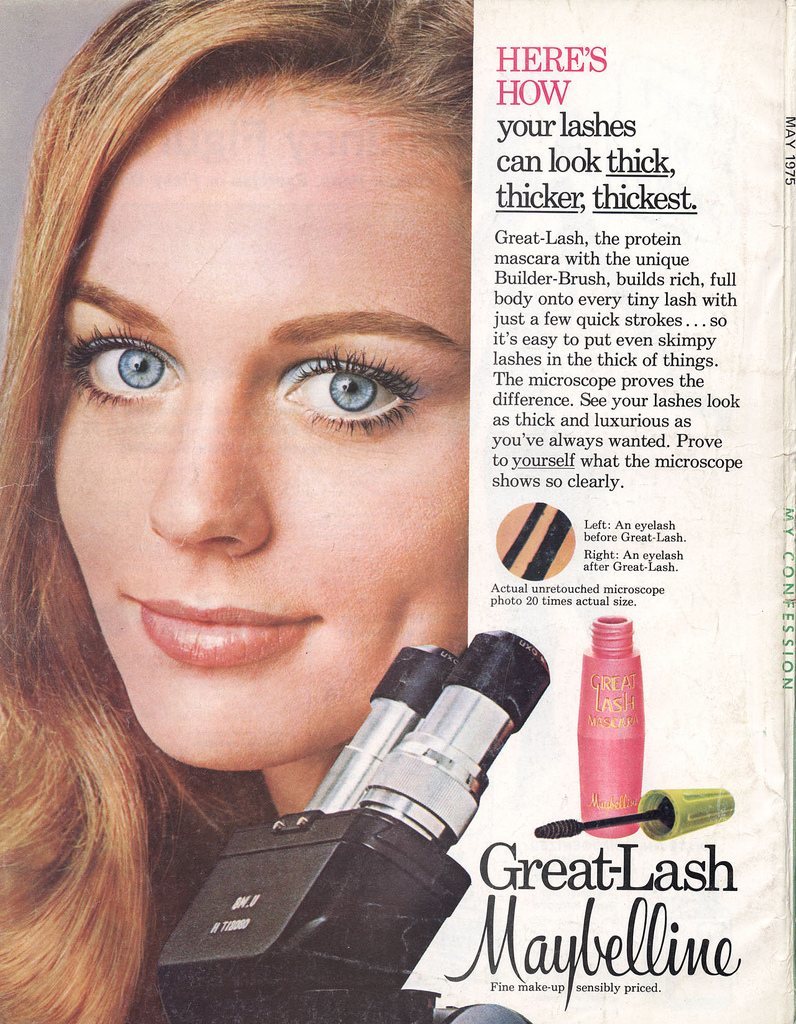 HERE'S
HOW
your lashes
can look thick,
thicker, thickest.
Great-Lash, the protein
mascara with the unique
Builder-Brush, builds rich, full
body onto every tiny lash with
just a few quick strokes...so
it's easy to put even skimpy
lashes in the thick of things.
The microscope proves the
difference. See your lashes look
as thick and luxurious as
you've always wanted. Prove
to yourself what the microscope
shows so clearly.
Left: An eyelash
before Great-Lash.
Right: An eyelash
after Great-Lash.
Actual unretouched microscope
photo 20 times actual size.
GREAT
LASH
MASCARA
Maybelline
Great-Lash
Maybelline
Fine make-up sensibly priced.
MAY 1975
MY CONFESSION